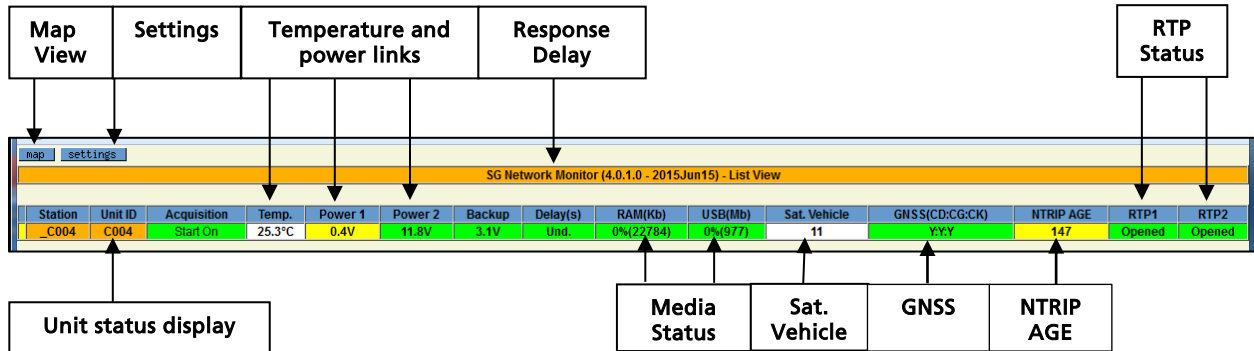 Map
View
Settings
Temperature and
power links
Response
Delay
RTP
Status
map settings
SG Network Monitor (4.0.1.0 - 2015Jun15) - List View
Station Unit ID Acquisition Temp. Power 1 Power 2 Backup Delay(s) RAM(Kb) USB(Mb) Sat. Vehicle GNSS(CD:CG:CK) NTRIP AGE RTP1 RTP2
_C004 C004 Start On 25.3°C 0.4V 11.8V 3.1V Und. 0%(22784) 0%(977) 11 Y:Y:Y 147 Opened Opened
Unit status display
Media
Status
Sat.
Vehicle
GNSS
NTRIP
AGE